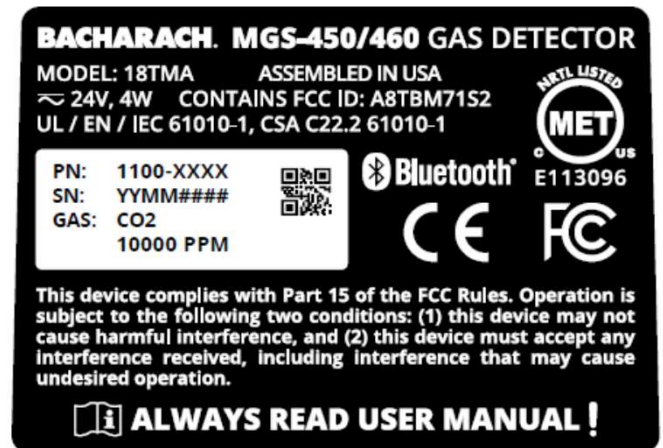 BACHARACH. MGS-450/460 GAS DETECTOR
MODEL: 18TMA ASSEMBLED IN USA
24V, 4W CONTAINS FCC ID: A8TBM71S2
UL / EN / IEC 61010-1, CSA C22.2 61010-1
NRTL LISTED
MET
C US
E113096
PN: 1100-XXXX
SN: YYMM####
GAS: CO2
10000 PPM
Bluetooth®
CE FC
This device complies with Part 15 of the FCC Rules. Operation is
subject to the following two conditions: (1) this device may not
cause harmful interference, and (2) this device must accept any
interference received, including interference that may cause
undesired operation.
ALWAYS READ USER MANUAL !